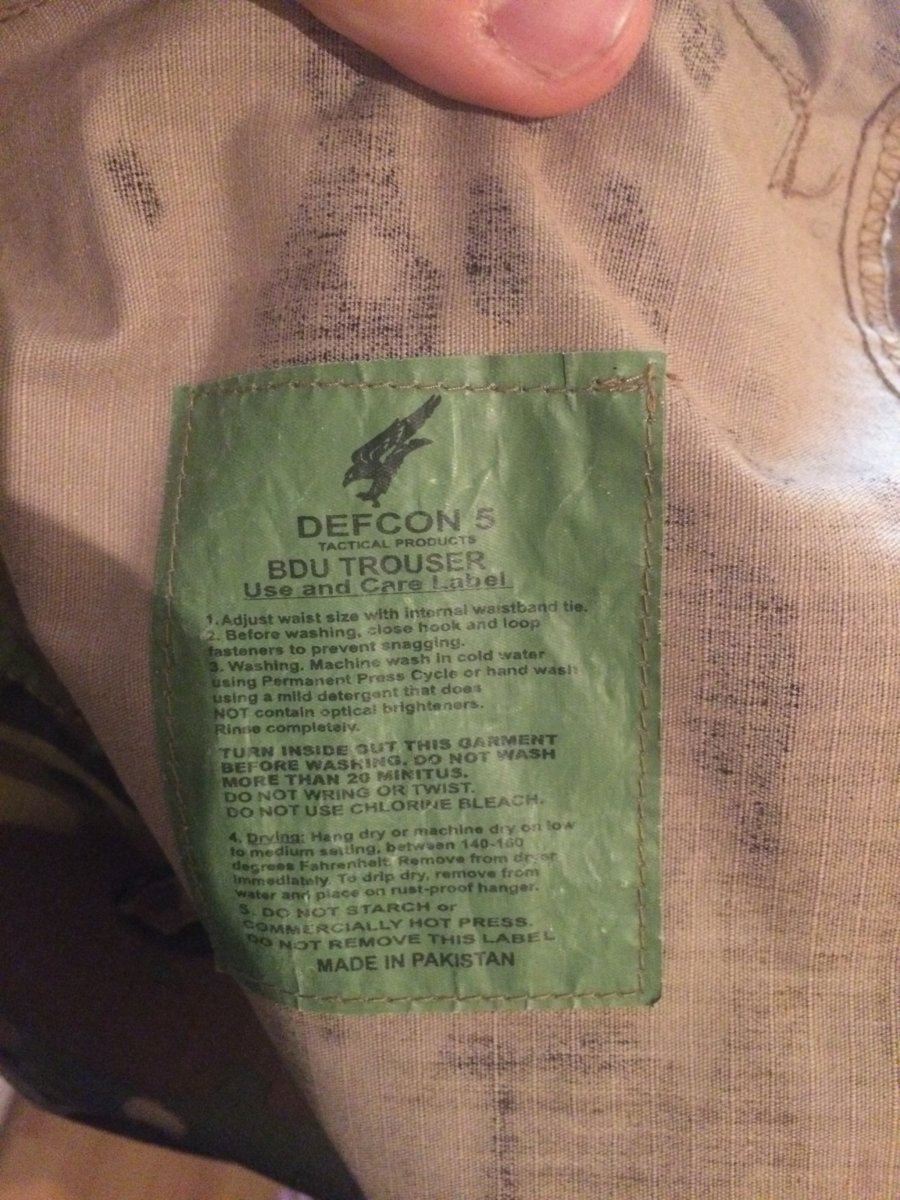 DEFCON 5
TACTICAL PRODUCTS
BDU TROUSER
Use and Care Label
1. Adjust waist size with internal waistband tie.
2. Before washing, close hook and loop
fasteners to prevent snagging.
3. Washing. Machine wash in cold water
using Permanent Press Cycle or hand wash
using a mild detergent that does
NOT contain optical brighteners.
Rinse completely.
TURN INSIDE OUT THIS GARMENT
BEFORE WASHING. DO NOT WASH
MORE THAN 20 MINITUS.
DO NOT WRING OR TWIST.
DO NOT USE CHLORINE BLEACH.
4. Drying: Hang dry or machine dry on low
to medium setting, between 140-160
degrees Fahrenheit. Remove from dryer
immediately. To drip dry, remove from
water and place on rust-proof hanger.
5. DO NOT STARCH or
COMMERCIALLY HOT PRESS.
DO NOT REMOVE THIS LABEL
MADE IN PAKISTAN